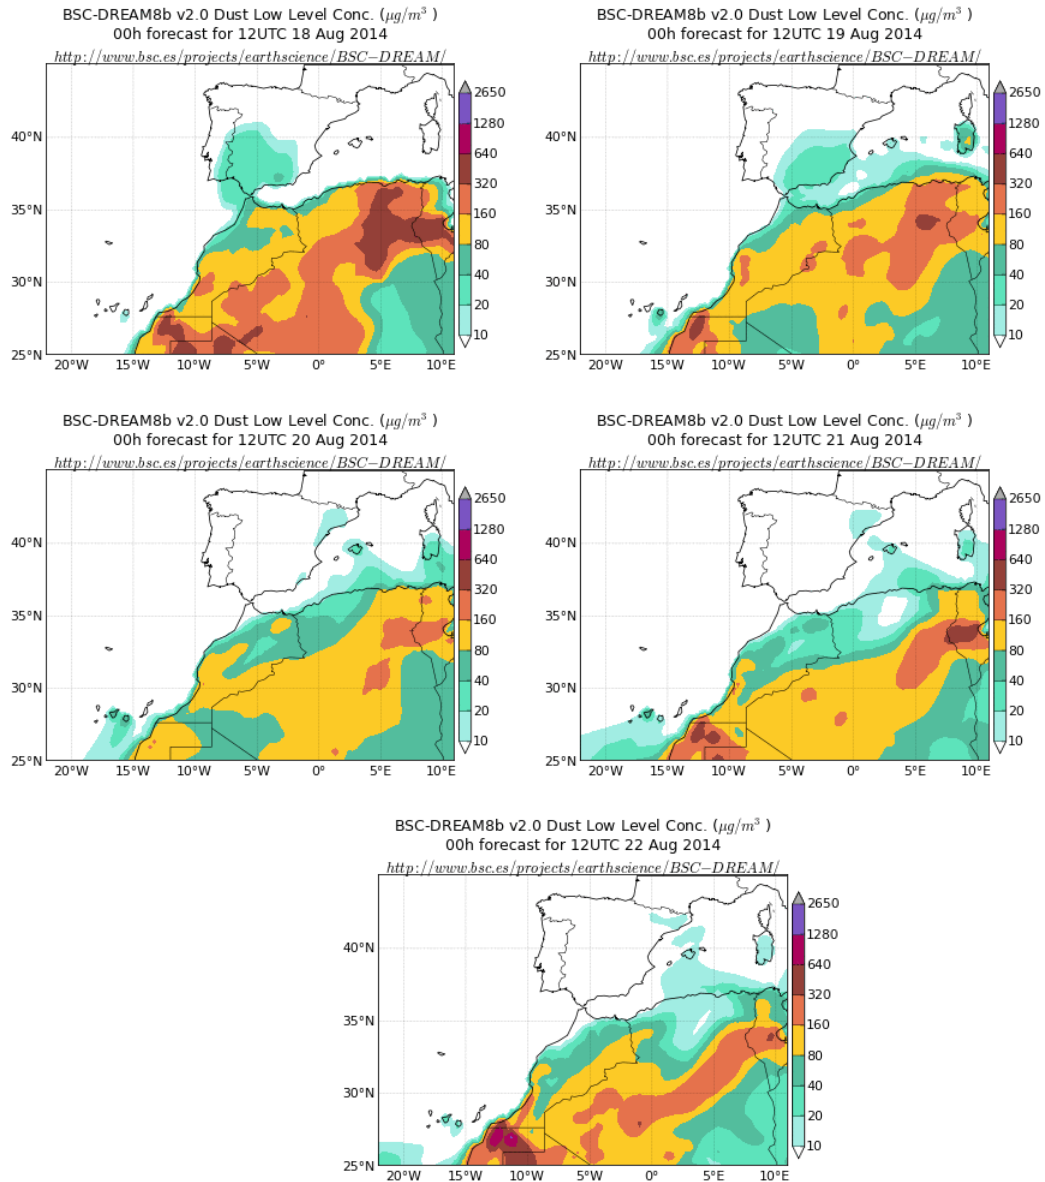 BSC-DREAM8b v2.0 Dust Low Level Conc. (μg/m³ )
00h forecast for 12UTC 18 Aug 2014
http://www.bsc.es/projects/earthscience/BSC−DREAM/
40°N
35°N
30°N
25°N
20°W 15°W 10°W 5°W 0° 5°E 10°E
2650
1280
640
320
160
80
40
20
10
BSC-DREAM8b v2.0 Dust Low Level Conc. (μg/m³ )
00h forecast for 12UTC 19 Aug 2014
http://www.bsc.es/projects/earthscience/BSC−DREAM/
40°N
35°N
30°N
25°N
20°W 15°W 10°W 5°W 0° 5°E 10°E
2650
1280
640
320
160
80
40
20
10
BSC-DREAM8b v2.0 Dust Low Level Conc. (μg/m³ )
00h forecast for 12UTC 20 Aug 2014
http://www.bsc.es/projects/earthscience/BSC−DREAM/
40°N
35°N
30°N
25°N
20°W 15°W 10°W 5°W 0° 5°E 10°E
2650
1280
640
320
160
80
40
20
10
BSC-DREAM8b v2.0 Dust Low Level Conc. (μg/m³ )
00h forecast for 12UTC 21 Aug 2014
http://www.bsc.es/projects/earthscience/BSC−DREAM/
40°N
35°N
30°N
25°N
20°W 15°W 10°W 5°W 0° 5°E 10°E
2650
1280
640
320
160
80
40
20
10
BSC-DREAM8b v2.0 Dust Low Level Conc. (μg/m³ )
00h forecast for 12UTC 22 Aug 2014
http://www.bsc.es/projects/earthscience/BSC−DREAM/
40°N
35°N
30°N
25°N
20°W 15°W 10°W 5°W 0° 5°E 10°E
2650
1280
640
320
160
80
40
20
10